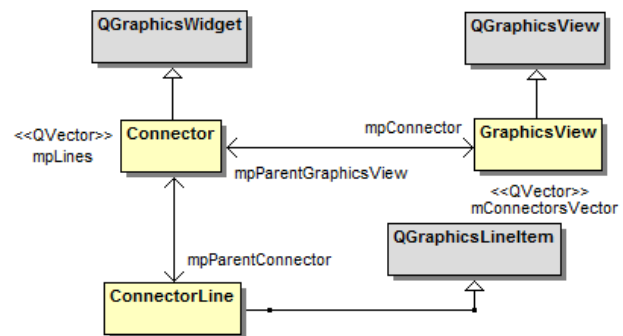 QGraphicsWidget
QGraphicsView
<<QVector>>
mpLines
Connector
mpConnector
GraphicsView
mpParentGraphicsView
<<QVector>>
mConnectorsVector
QGraphicsLineItem
mpParentConnector
ConnectorLine